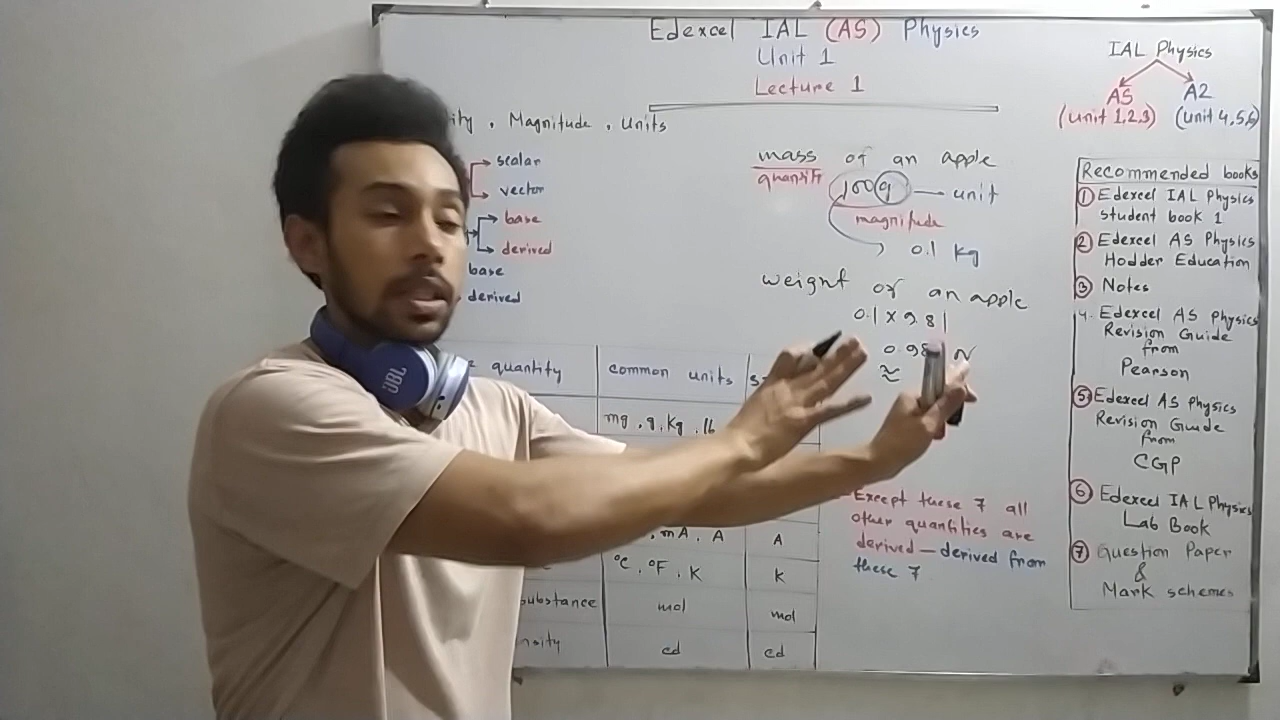 Edexcel IAL (AS) Physics
Unit 1
Lecture 1
IAL Physics
AS A2
(unit 1,2,3) (unit 4,5,6)
, Magnitude , Units
scalar
vector
base
derived
base
derived
mass of an apple
100g — unit
magnitude
0.1 kg
weight of an apple
0.1 x 9.81
≈
quantity common units
mg , g , kg , lb
mA , A A
°C , °F , K K
substance mol mol
cd cd
Except these 7 all
other quantities are
derived — derived from
these 7
Recommended books
1 Edexcel IAL Physics
Student book 1
2 Edexcel AS Physics
Hodder Education
3 Notes
4. Edexcel AS Physics
Revision Guide
from
Pearson
5 Edexcel AS Physics
Revision Guide
from
CGP
6 Edexcel IAL Physics
Lab Book
7 Question Paper
&
Mark schemes
JBL